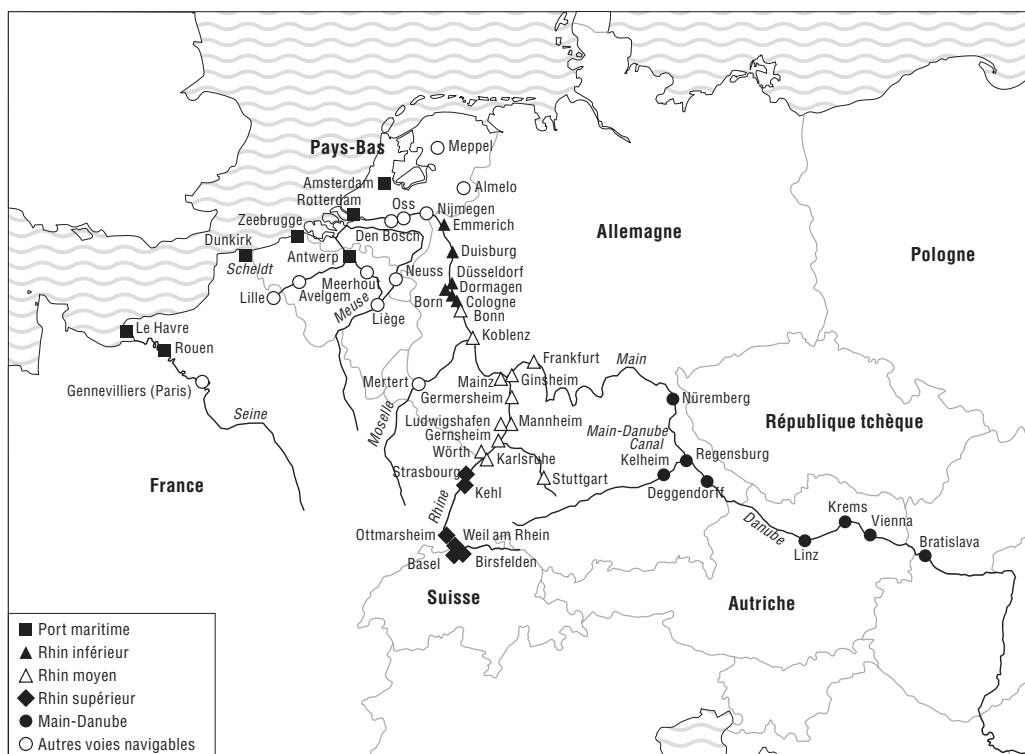 Pays-Bas
Meppel
Amsterdam
Almelo
Rotterdam
Oss
Nijmegen
Zeebrugge
Emmerich
Den Bosch
Allemagne
Dunkirk
Duisburg
Pologne
Antwerp
Scheldt
Neuss
Düsseldorf
Meerhout
Dormagen
Lille
Avelgem
Born
Cologne
Meuse
Bonn
Liège
Le Havre
Koblenz
Rouen
Frankfurt
Main
Mainz
Ginsheim
Gennevilliers (Paris)
Mertert
Germersheim
Nüremberg
Seine
Moselle
Ludwigshafen
Mannheim
République tchèque
Gernsheim
Main-Danube
Canal
Wörth
Karlsruhe
Kelheim
Regensburg
Strasbourg
Stuttgart
France
Kehl
Deggendorff
Rhine
Krems
Ottmarsheim
Weil am Rhein
Danube
Vienna
Linz
Bratislava
Basel
Birsfelden
Suisse
Autriche
Port maritime
Rhin inférieur
Rhin moyen
Rhin supérieur
Main-Danube
Autres voies navigables